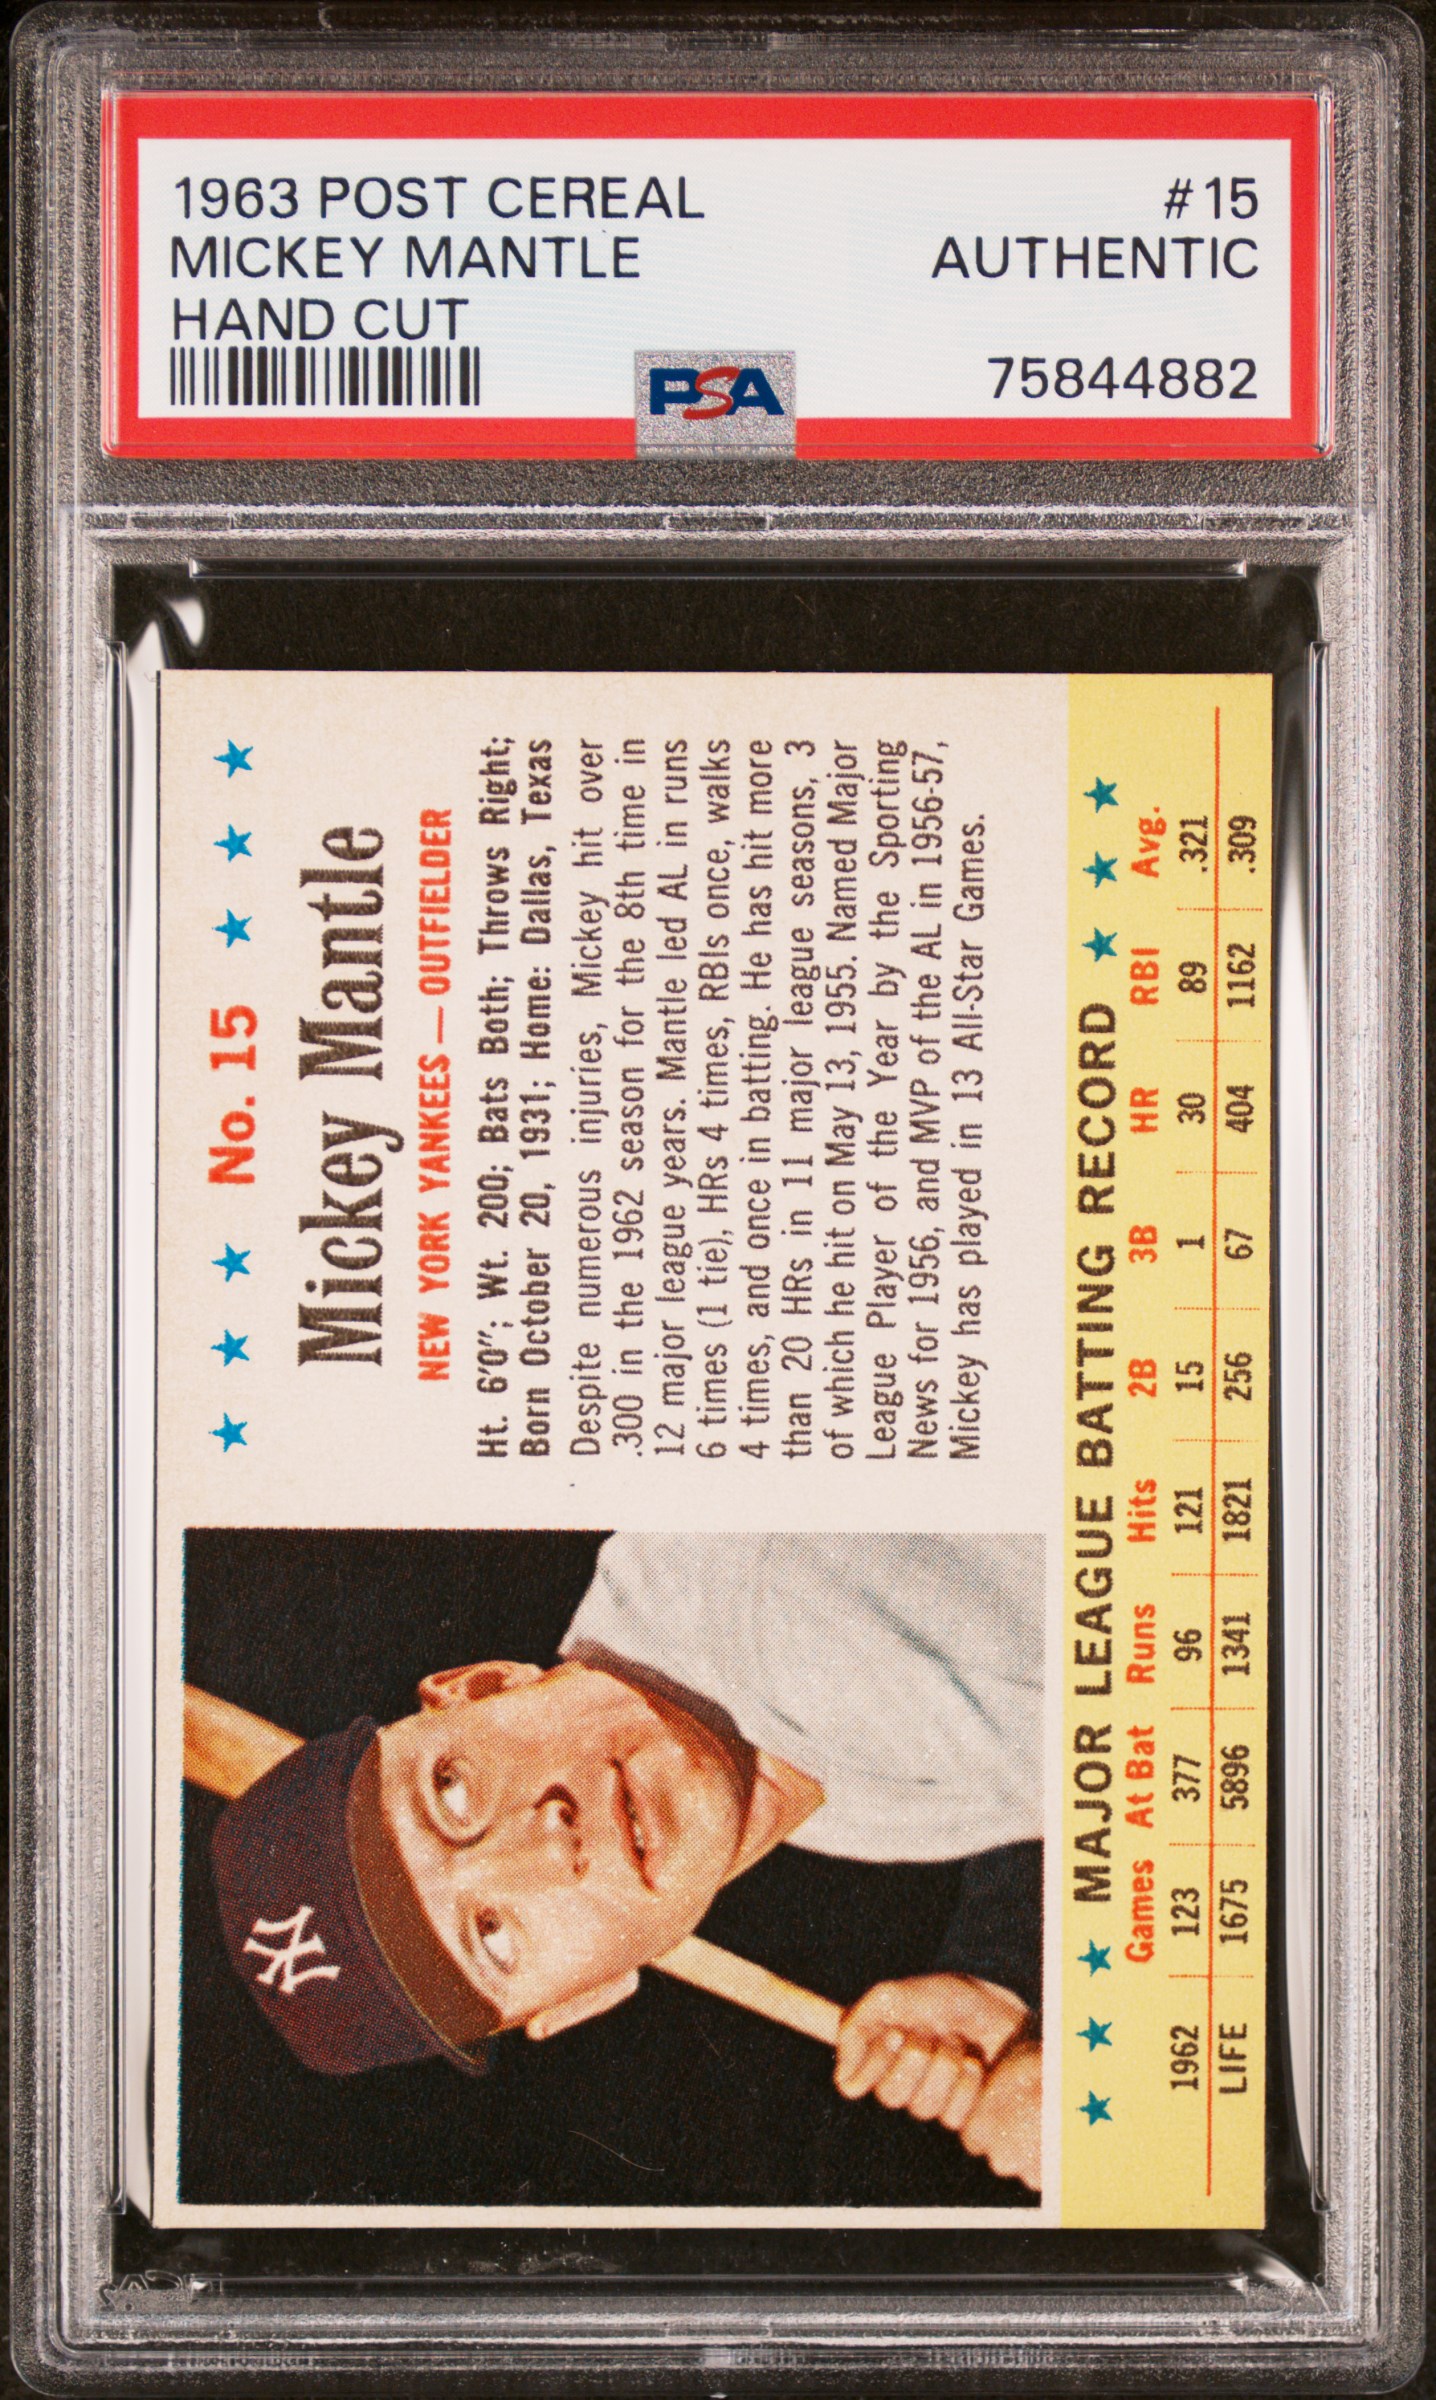 1963 POST CEREAL #15
MICKEY MANTLE AUTHENTIC
HAND CUT
PSA 75844882
No. 15
Mickey Mantle
NEW YORK YANKEES — OUTFIELDER
Ht. 6'0"; Wt. 200; Bats Both; Throws Right;
Born October 20, 1931; Home: Dallas, Texas
Despite numerous injuries, Mickey hit over
.300 in the 1962 season for the 8th time in
12 major league years. Mantle led AL in runs
6 times (1 tie), HRs 4 times, RBIs once, walks
4 times, and once in batting. He has hit more
than 20 HRs in 11 major league seasons, 3
of which he hit on May 13, 1955. Named Major
League Player of the Year by the Sporting
News for 1956, and MVP of the AL in 1956-57,
Mickey has played in 13 All-Star Games.
NY
MAJOR LEAGUE BATTING RECORD
Games At Bat Runs Hits 2B 3B HR RBI Avg.
1962 123 377 96 121 15 1 30 89 .321
LIFE 1675 5896 1341 1821 256 67 404 1162 .309